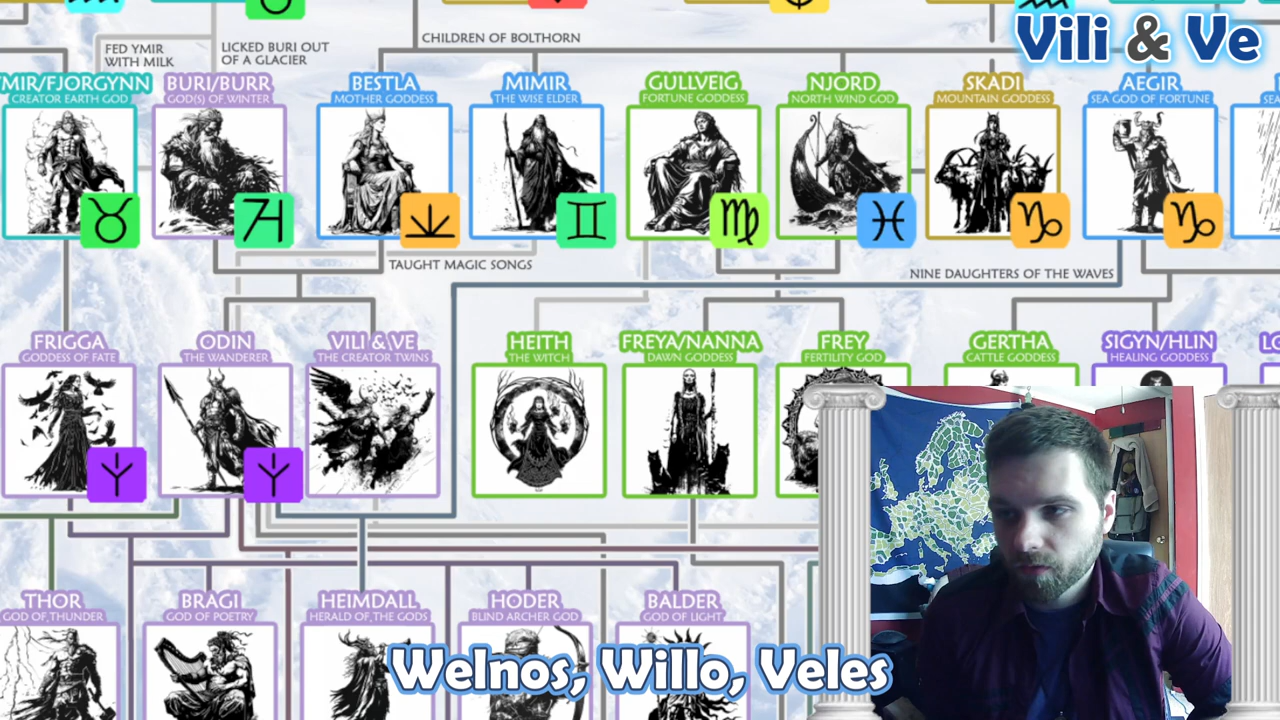 Vili & Ve
CHILDREN OF BOLTHORN
FED YMIR
WITH MILK
LICKED BURI OUT
OF A GLACIER
YMIR/FJORGYNN
CREATOR EARTH GOD
BURI/BURR
GOD(S) OF WINTER
BESTLA
MOTHER GODDESS
MIMIR
THE WISE ELDER
GULLVEIG
FORTUNE GODDESS
NJORD
NORTH WIND GOD
SKADI
MOUNTAIN GODDESS
AEGIR
SEA GOD OF FORTUNE
TAUGHT MAGIC SONGS
NINE DAUGHTERS OF THE WAVES
FRIGGA
GODDESS OF FATE
ODIN
THE WANDERER
VILI & VE
THE CREATOR TWINS
HEITH
THE WITCH
FREYA/NANNA
DAWN GODDESS
FREY
FERTILITY GOD
GERTHA
CATTLE GODDESS
SIGYN/HLIN
HEALING GODDESS
THOR
GOD OF THUNDER
BRAGI
GOD OF POETRY
HEIMDALL
HERALD OF THE GODS
HODER
BLIND ARCHER GOD
BALDER
GOD OF LIGHT
Welnos, Willo, Veles